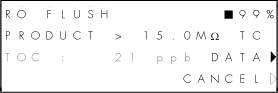 RO FLUSH ■99%
PRODUCT > 15.0MΩ TC
TOC : 21 ppb DATA▶
CANCEL▷